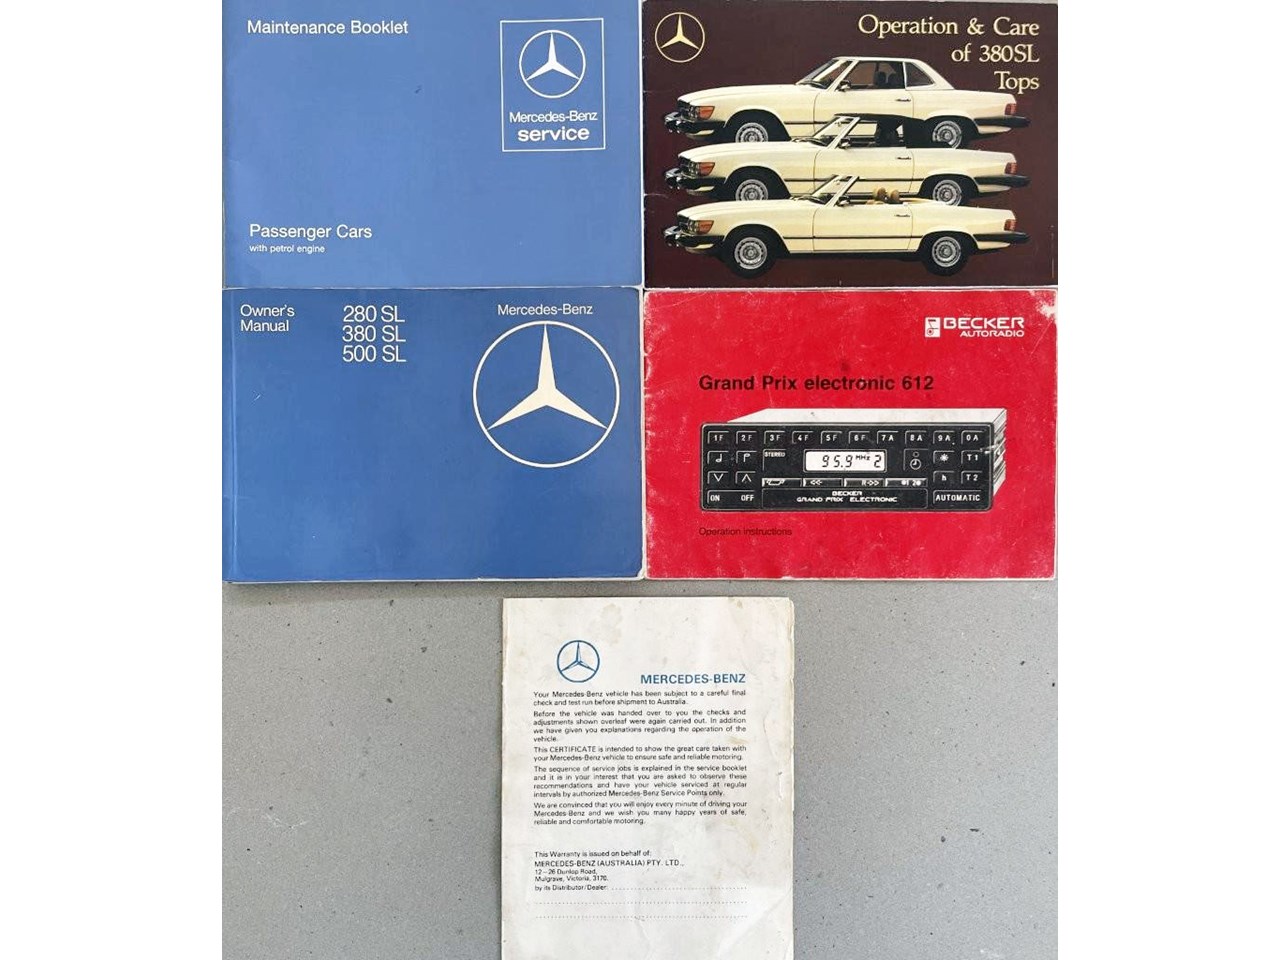 Maintenance Booklet
Mercedes-Benz
service
Passenger Cars
with petrol engine
Operation & Care
of 380SL
Tops
Owner's
Manual
280 SL
380 SL
500 SL
Mercedes-Benz
BECKER
AUTORADIO
Grand Prix electronic 612
1F 2F 3F 4F 5F 6F 7A 8A 9A 0A
STEREO
95.9 MHz 2
T1
h T2
ON OFF
BECKER
GRAND PRIX ELECTRONIC
AUTOMATIC
Operation instructions
MERCEDES-BENZ
Your Mercedes-Benz vehicle has been subject to a careful final
check and test run before shipment to Australia.
Before the vehicle was handed over to you the checks and
adjustments shown overleaf were again carried out. In addition
we have given you explanations regarding the operation of the
vehicle.
This CERTIFICATE is intended to show the great care taken with
your Mercedes-Benz vehicle to ensure safe and reliable motoring.
The sequence of service jobs is explained in the service booklet
and it is in your interest that you are asked to observe these
recommendations and have your vehicle serviced at regular
intervals by authorized Mercedes-Benz Service Points only.
We are convinced that you will enjoy every minute of driving your
Mercedes-Benz and we wish you many happy years of safe,
reliable and comfortable motoring.
This Warranty is issued on behalf of:
MERCEDES-BENZ (AUSTRALIA) PTY. LTD.,
12-26 Dunlop Road,
Mulgrave, Victoria, 3170.
by its Distributor/Dealer: